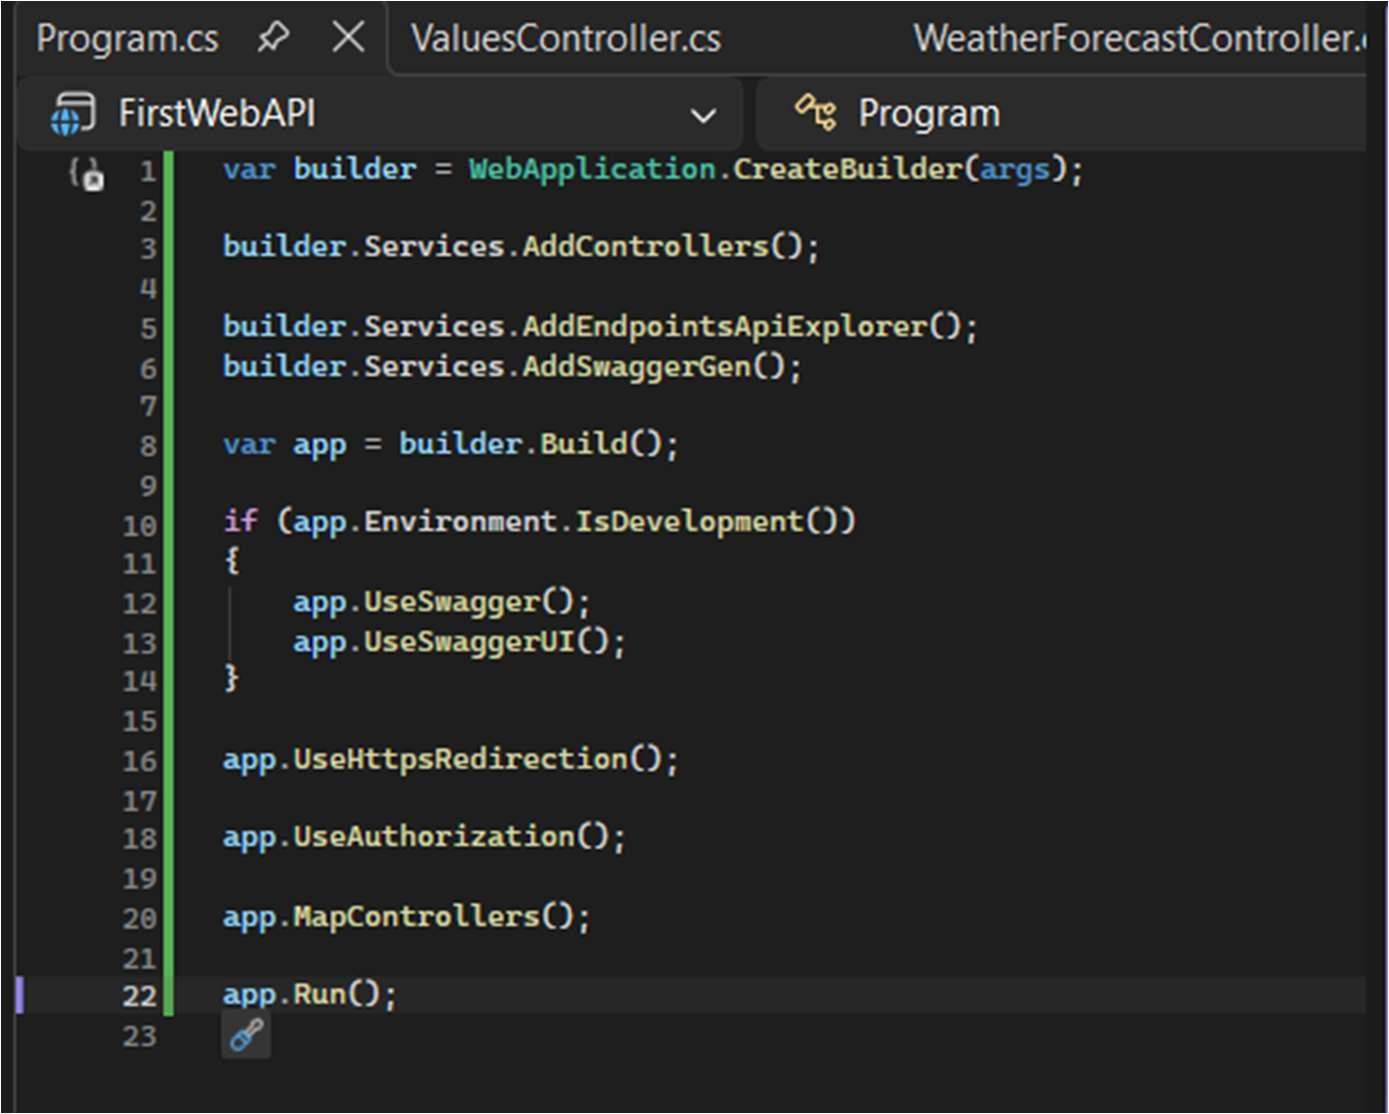 Program.cs ValuesController.cs WeatherForecastController.
FirstWebAPI Program
1 var builder = WebApplication.CreateBuilder(args);
2
3 builder.Services.AddControllers();
4
5 builder.Services.AddEndpointsApiExplorer();
6 builder.Services.AddSwaggerGen();
7
8 var app = builder.Build();
9
10 if (app.Environment.IsDevelopment())
11 {
12 app.UseSwagger();
13 app.UseSwaggerUI();
14 }
15
16 app.UseHttpsRedirection();
17
18 app.UseAuthorization();
19
20 app.MapControllers();
21
22 app.Run();
23